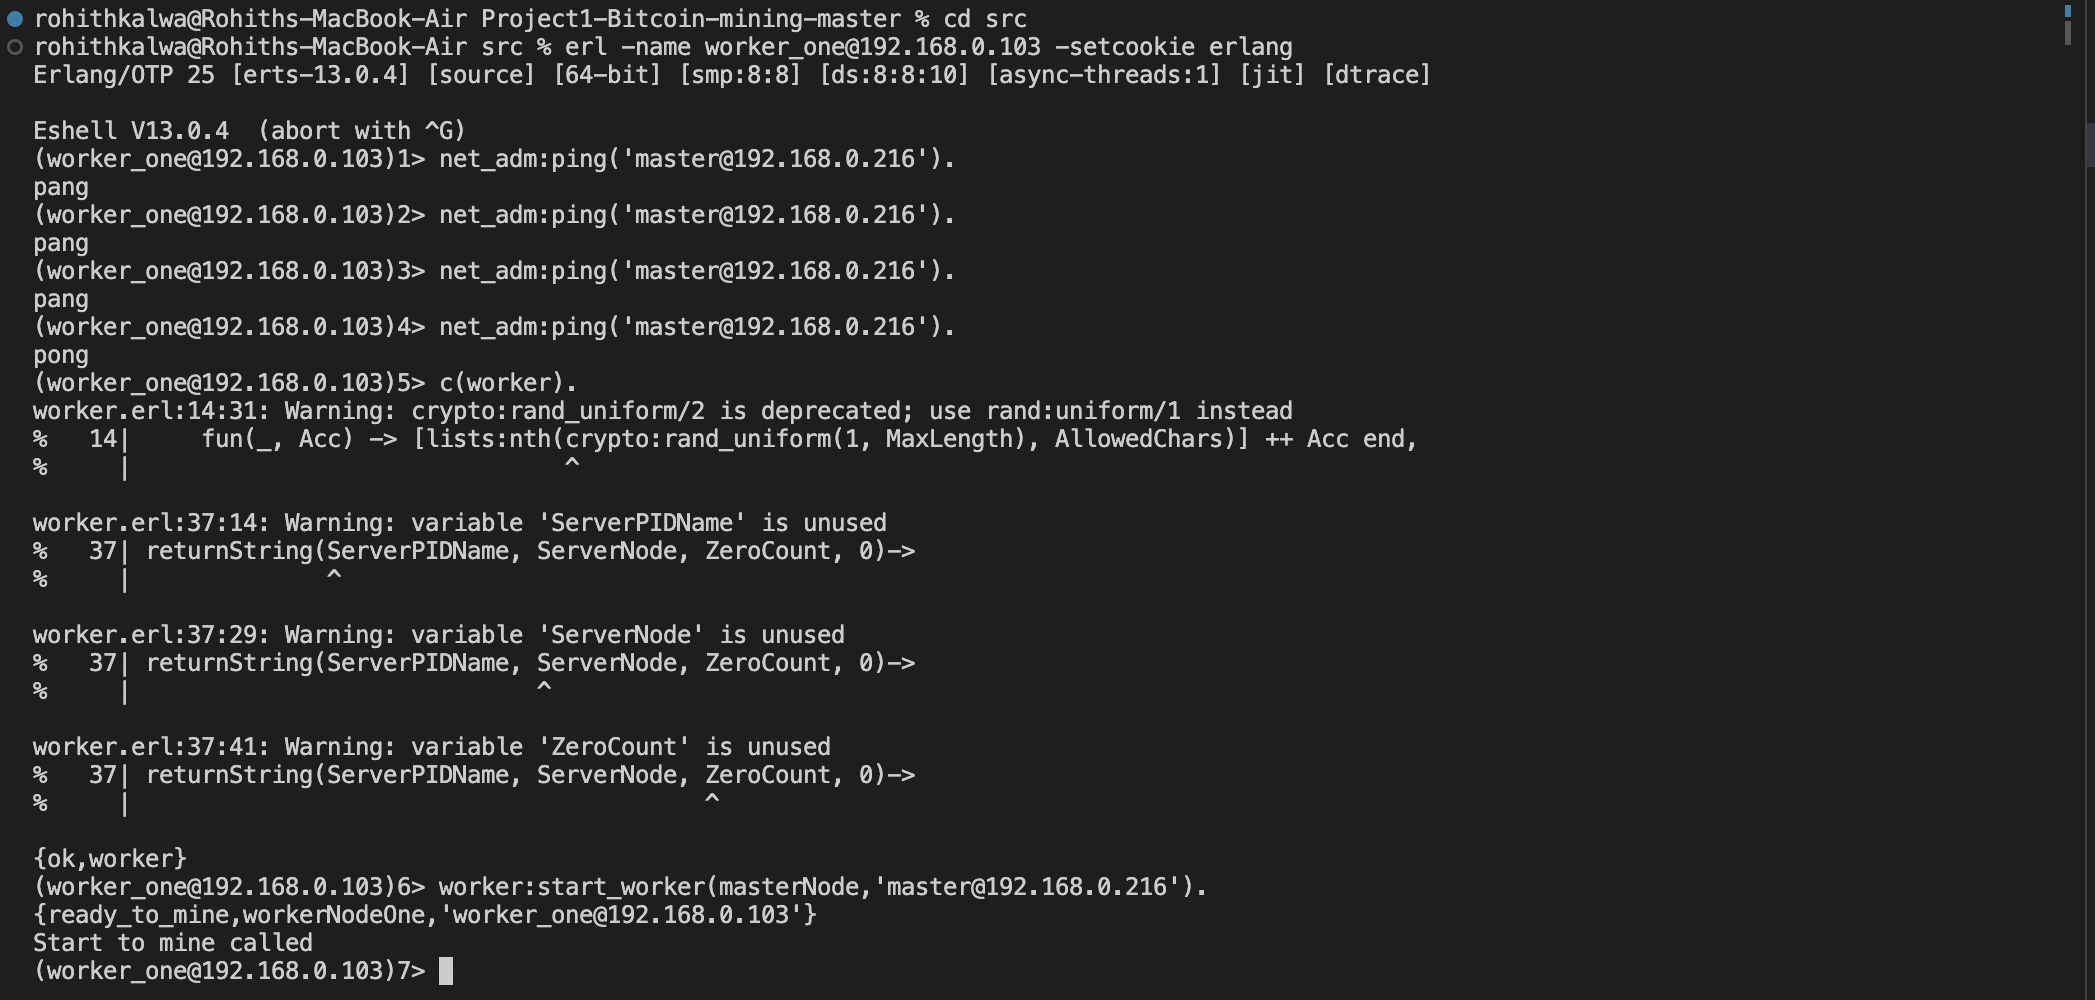 rohithkalwa@Rohiths-MacBook-Air Project1-Bitcoin-mining-master % cd src
rohithkalwa@Rohiths-MacBook-Air src % erl -name worker_one@192.168.0.103 -setcookie erlang
Erlang/OTP 25 [erts-13.0.4] [source] [64-bit] [smp:8:8] [ds:8:8:10] [async-threads:1] [jit] [dtrace]

Eshell V13.0.4  (abort with ^G)
(worker_one@192.168.0.103)1> net_adm:ping('master@192.168.0.216').
pang
(worker_one@192.168.0.103)2> net_adm:ping('master@192.168.0.216').
pang
(worker_one@192.168.0.103)3> net_adm:ping('master@192.168.0.216').
pang
(worker_one@192.168.0.103)4> net_adm:ping('master@192.168.0.216').
pong
(worker_one@192.168.0.103)5> c(worker).
worker.erl:14:31: Warning: crypto:rand_uniform/2 is deprecated; use rand:uniform/1 instead
%   14|     fun(_, Acc) -> [lists:nth(crypto:rand_uniform(1, MaxLength), AllowedChars)] ++ Acc end,
%     |                               ^

worker.erl:37:14: Warning: variable 'ServerPIDName' is unused
%   37| returnString(ServerPIDName, ServerNode, ZeroCount, 0)->
%     |              ^

worker.erl:37:29: Warning: variable 'ServerNode' is unused
%   37| returnString(ServerPIDName, ServerNode, ZeroCount, 0)->
%     |                             ^

worker.erl:37:41: Warning: variable 'ZeroCount' is unused
%   37| returnString(ServerPIDName, ServerNode, ZeroCount, 0)->
%     |                                         ^

{ok,worker}
(worker_one@192.168.0.103)6> worker:start_worker(masterNode,'master@192.168.0.216').
{ready_to_mine,workerNodeOne,'worker_one@192.168.0.103'}
Start to mine called
(worker_one@192.168.0.103)7>